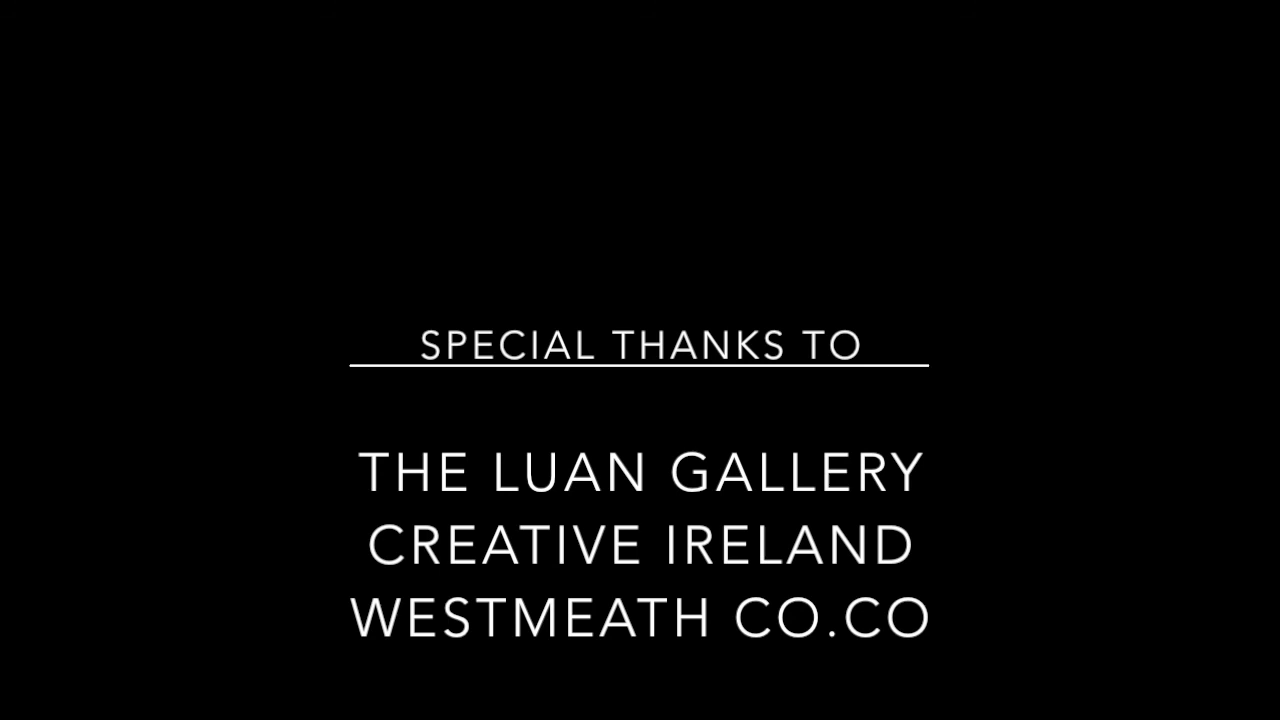 SPECIAL THANKS TO
THE LUAN GALLERY
CREATIVE IRELAND
WESTMEATH CO.CO